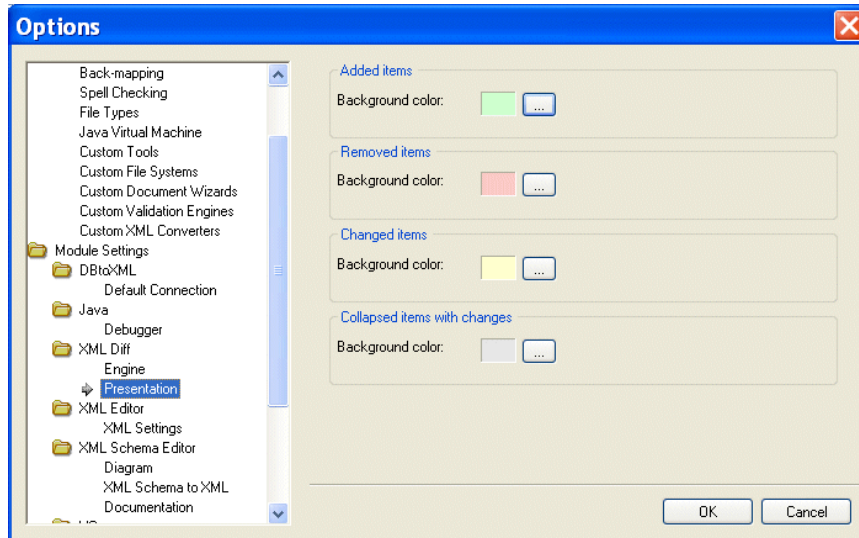 Options
Back-mapping
Spell Checking
File Types
Java Virtual Machine
Custom Tools
Custom File Systems
Custom Document Wizards
Custom Validation Engines
Custom XML Converters
Module Settings
DBtoXML
Default Connection
Java
Debugger
XML Diff
Engine
Presentation
XML Editor
XML Settings
XML Schema Editor
Diagram
XML Schema to XML
Documentation
Added items
Background color:
...
Removed items
Background color:
...
Changed items
Background color:
...
Collapsed items with changes
Background color:
...
OK
Cancel